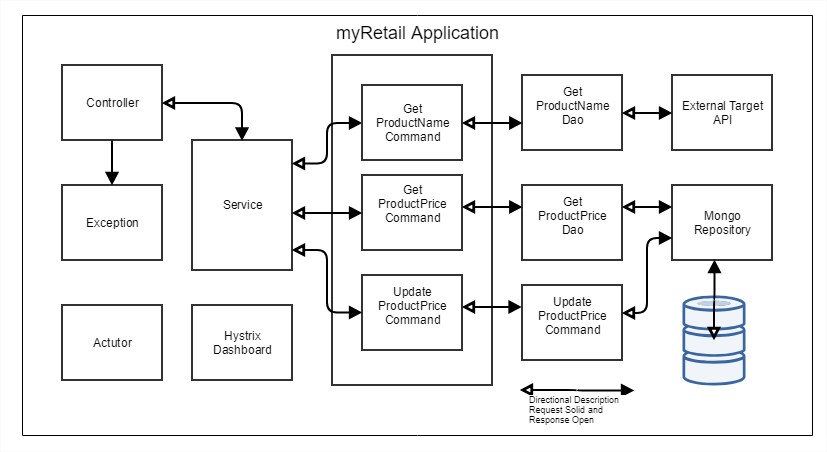 myRetail Application
Controller
Get
ProductName
Command
Get
ProductName
Dao
External Target
API
Exception
Service
Get
ProductPrice
Command
Get
ProductPrice
Dao
Mongo
Repository
Actutor
Hystrix
Dashboard
Update
ProductPrice
Command
Update
ProductPrice
Command
Directional Description
Request Solid and
Response Open